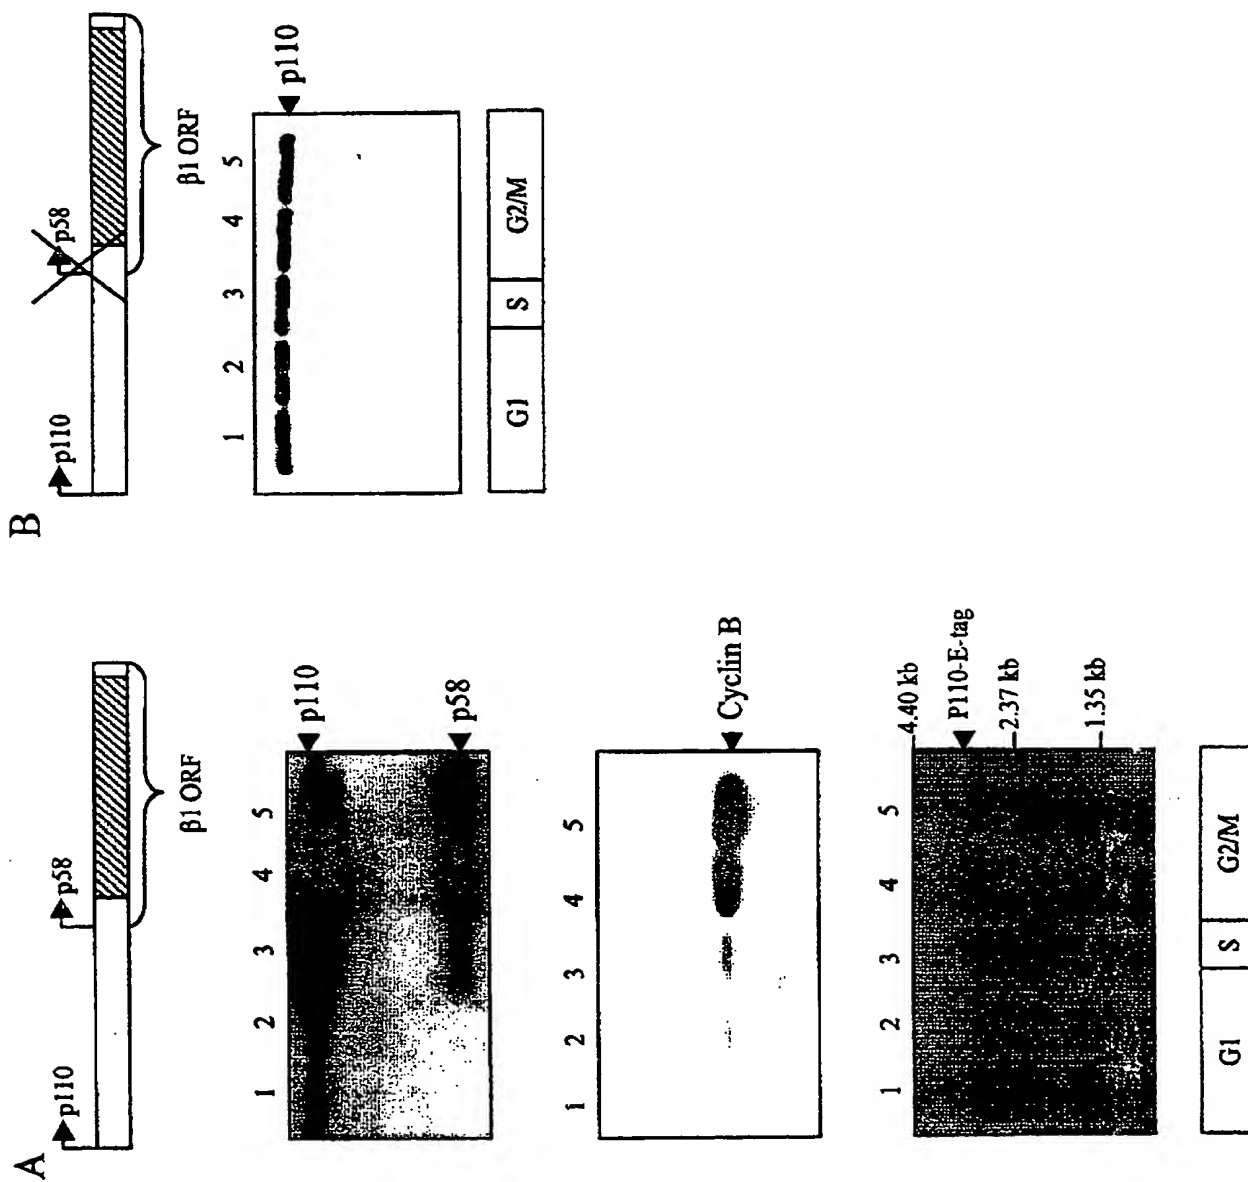 A
p110
p58
β1 ORF
1 2 3 4 5
p110
p58
1 2 3 4 5
Cyclin B
1 2 3 4 5
4.40 kb
P110-E-tag
2.37 kb
1.35 kb
G1 S G2/M
B
p110
p58
β1 ORF
1 2 3 4 5
p110
G1 S G2/M